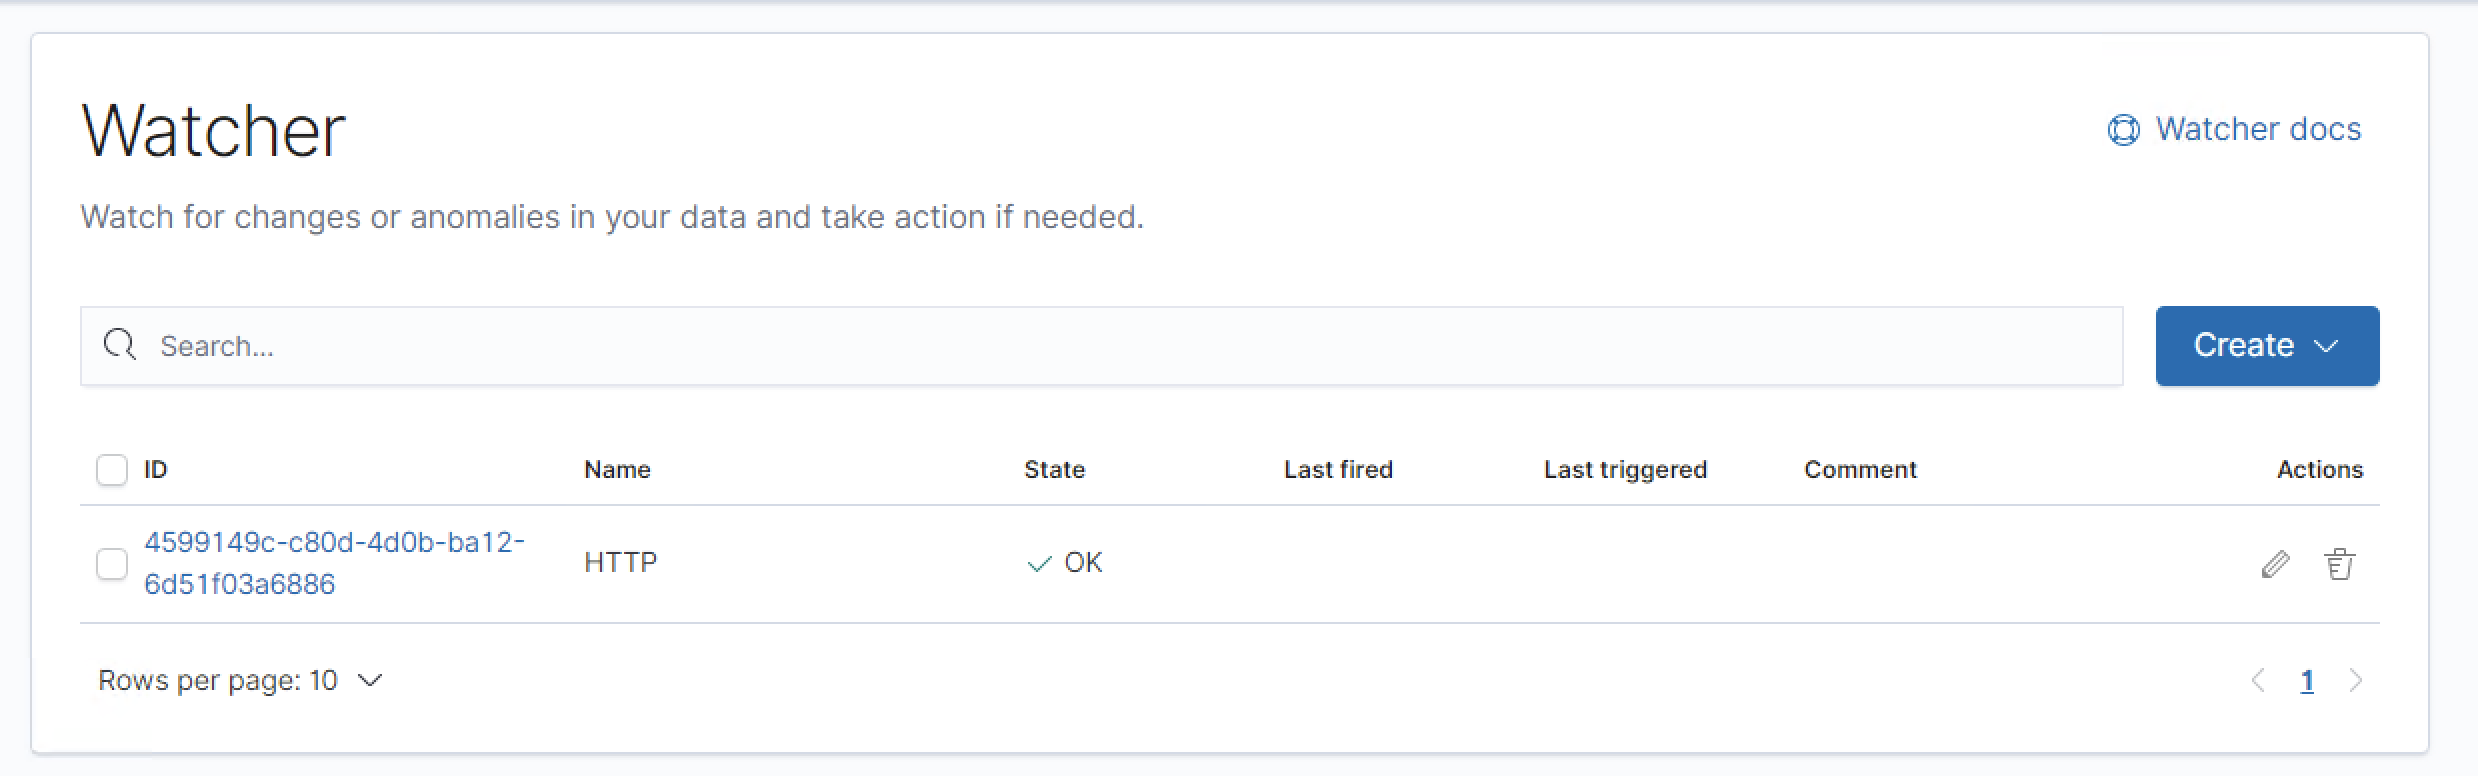 Watcher
Watcher docs
Watch for changes or anomalies in your data and take action if needed.
Search...
Create
ID Name State Last fired Last triggered Comment Actions
4599149c-c80d-4d0b-ba12-
6d51f03a6886
HTTP OK
Rows per page: 10
1